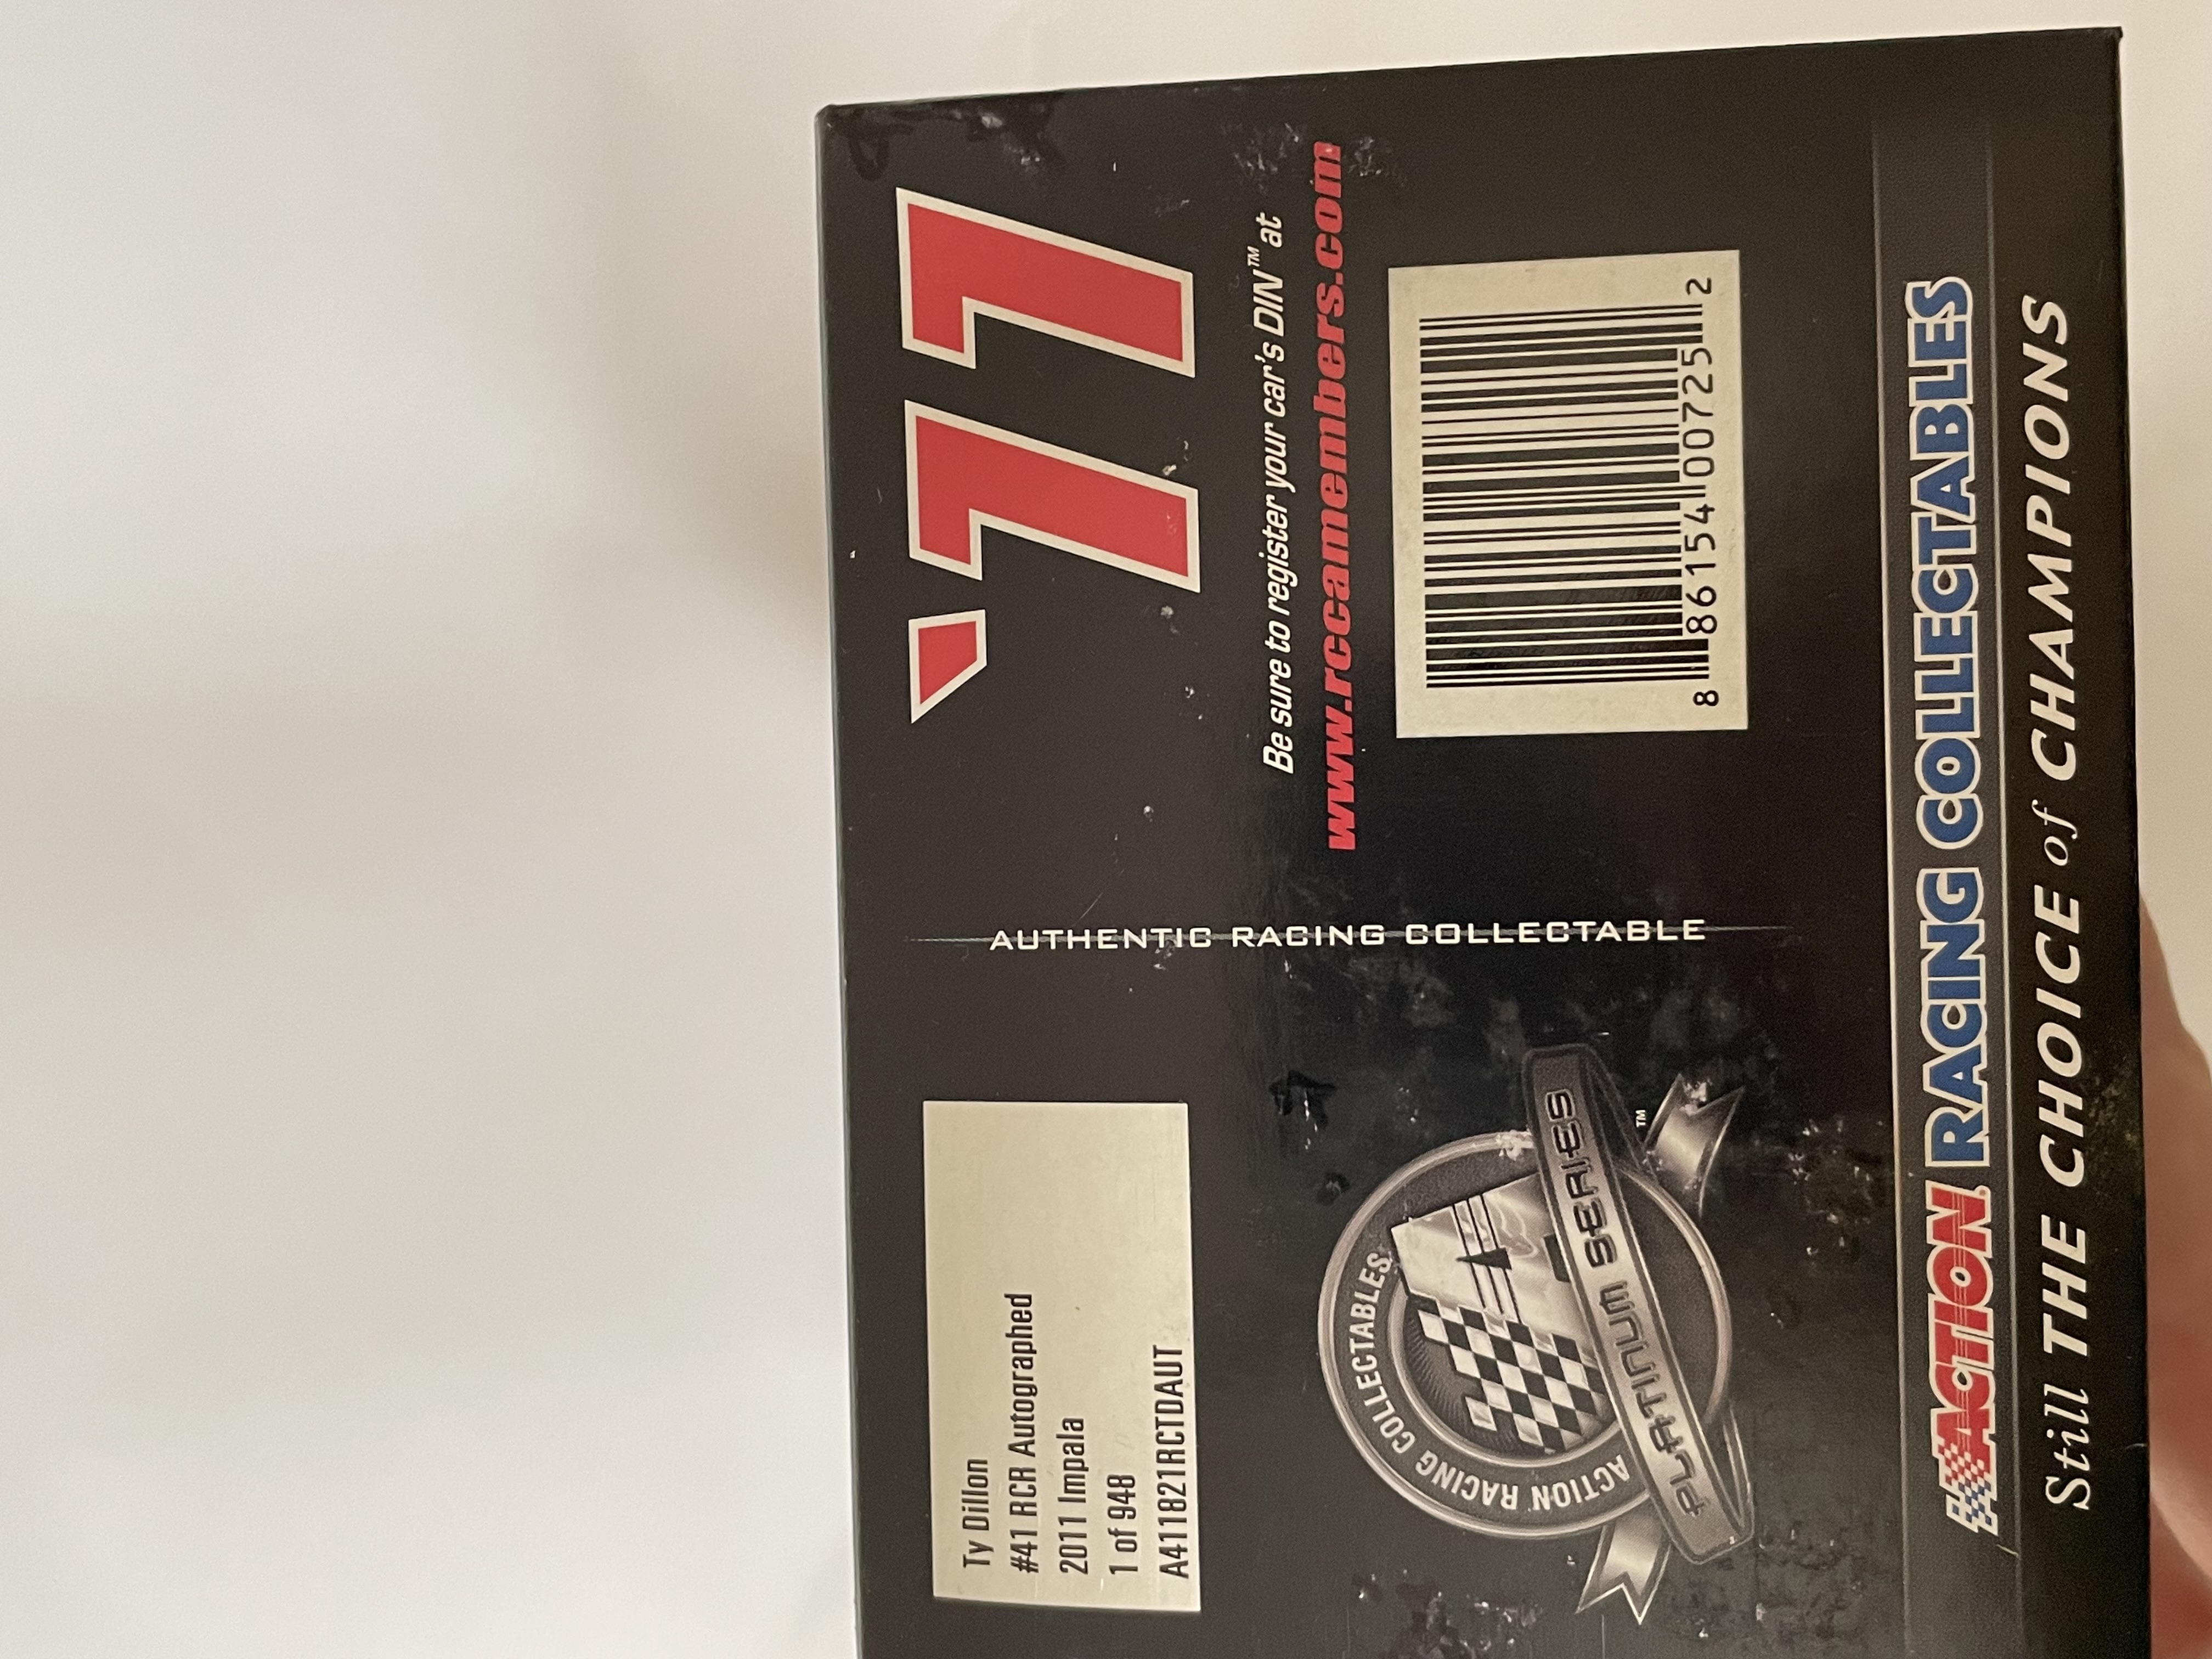 Ty Dillon
#41 RCR Autographed
2011 Impala
1 of 948
A411821RCTDAUT
ACTION RACING COLLECTABLES
PLATINUM SERIES™
AUTHENTIC RACING COLLECTABLE
'11
Be sure to register your car's DIN™ at
www.rccamembers.com
8 86154 00725 2
ACTION RACING COLLECTABLES
Still THE CHOICE of CHAMPIONS